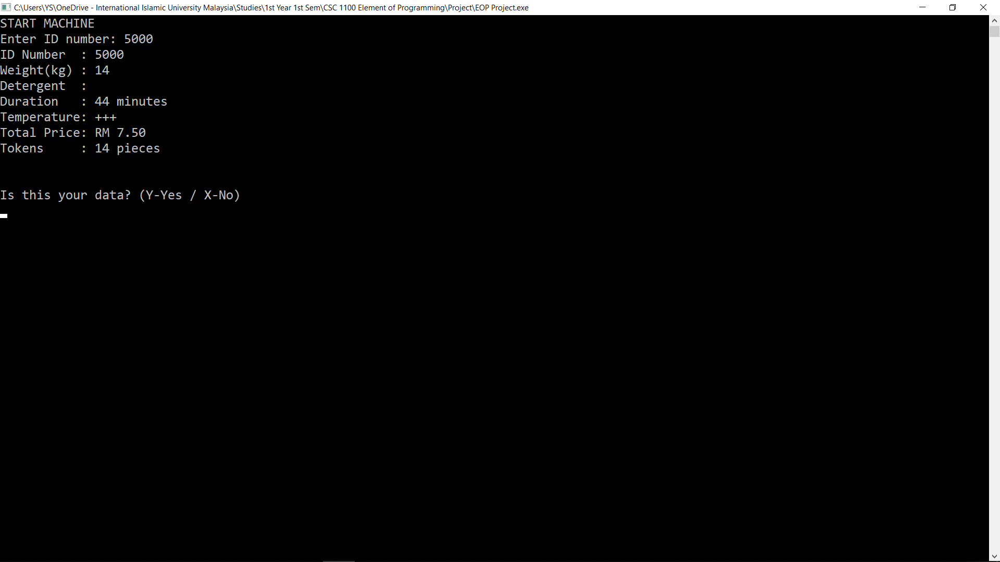 C:\Users\YS\OneDrive - International Islamic University Malaysia\Studies\1st Year 1st Sem\CSC 1100 Element of Programming\Project\EOP Project.exe
START MACHINE
Enter ID number: 5000
ID Number  : 5000
Weight(kg) : 14
Detergent  :
Duration   : 44 minutes
Temperature: +++
Total Price: RM 7.50
Tokens     : 14 pieces
Is this your data? (Y-Yes / X-No)